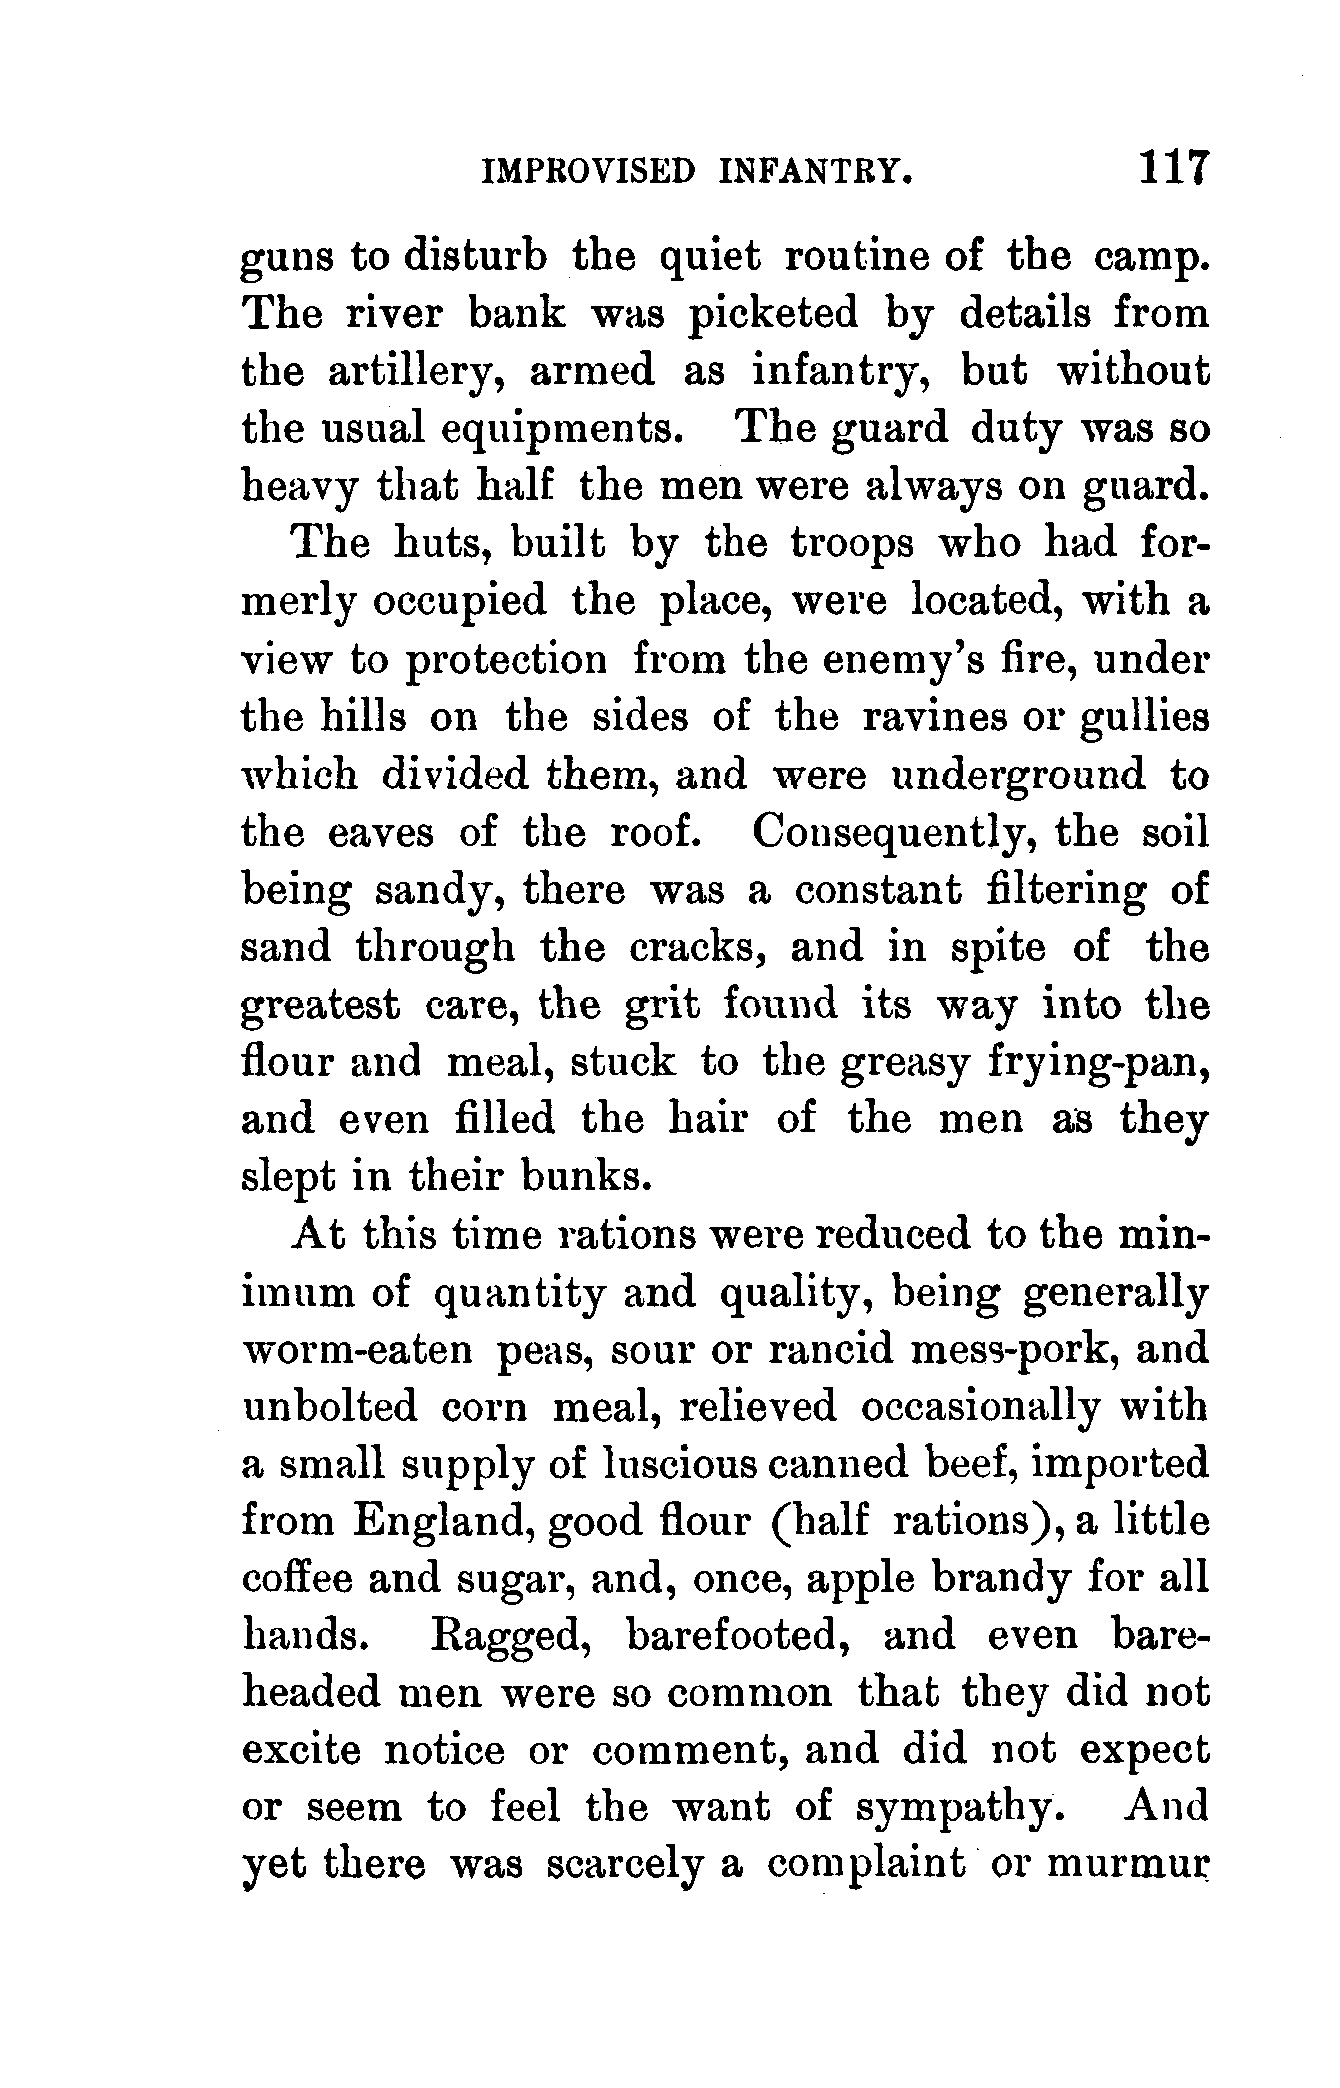 IMPROVISED INFANTRY. 117
guns to disturb the quiet routine of the camp.
The river bank was picketed by details from
the artillery, armed as infantry, but without
the usual equipments. The guard duty was so
heavy that half the men were always on guard.
The huts, built by the troops who had for-
merly occupied the place, were located, with a
view to protection from the enemy's fire, under
the hills on the sides of the ravines or gullies
which divided them, and were underground to
the eaves of the roof. Consequently, the soil
being sandy, there was a constant filtering of
sand through the cracks, and in spite of the
greatest care, the grit found its way into the
flour and meal, stuck to the greasy frying-pan,
and even filled the hair of the men as they
slept in their bunks.
At this time rations were reduced to the min-
imum of quantity and quality, being generally
worm-eaten peas, sour or rancid mess-pork, and
unbolted corn meal, relieved occasionally with
a small supply of luscious canned beef, imported
from England, good flour (half rations), a little
coffee and sugar, and, once, apple brandy for all
hands. Ragged, barefooted, and even bare-
headed men were so common that they did not
excite notice or comment, and did not expect
or seem to feel the want of sympathy. And
yet there was scarcely a complaint or murmur